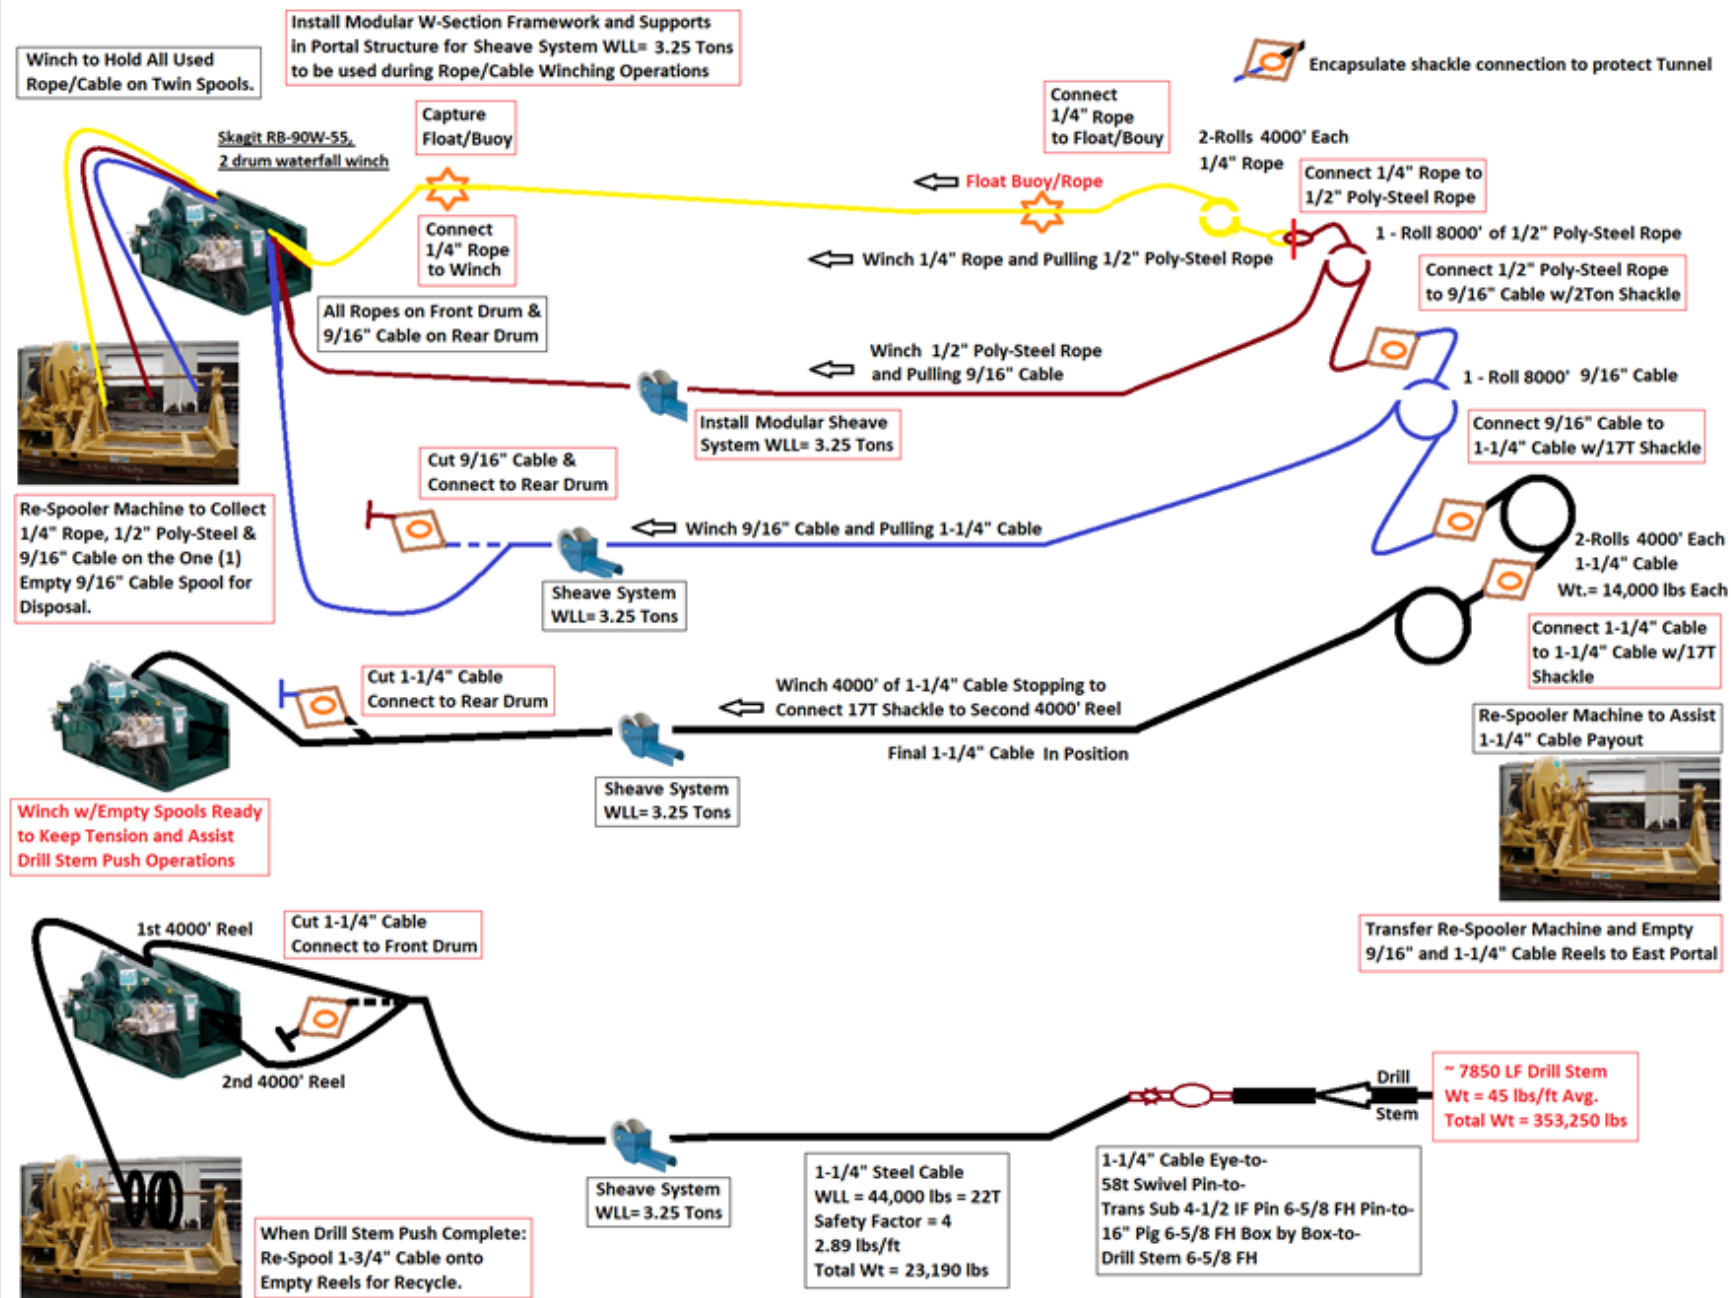 Install Modular W-Section Framework and Supports
in Portal Structure for Sheave System WLL= 3.25 Tons
to be used during Rope/Cable Winching Operations
Winch to Hold All Used
Rope/Cable on Twin Spools.
Encapsulate shackle connection to protect Tunnel
Skagit RB-90W-55,
2 drum waterfall winch
Capture
Float/Buoy
Connect
1/4" Rope
to Float/Bouy
2-Rolls 4000' Each
1/4" Rope
Connect 1/4" Rope to
1/2" Poly-Steel Rope
Float Buoy/Rope
Connect
1/4" Rope
to Winch
Winch 1/4" Rope and Pulling 1/2" Poly-Steel Rope
1 - Roll 8000' of 1/2" Poly-Steel Rope
Connect 1/2" Poly-Steel Rope
to 9/16" Cable w/2Ton Shackle
All Ropes on Front Drum &
9/16" Cable on Rear Drum
Winch 1/2" Poly-Steel Rope
and Pulling 9/16" Cable
1 - Roll 8000' 9/16" Cable
Install Modular Sheave
System WLL= 3.25 Tons
Connect 9/16" Cable to
1-1/4" Cable w/17T Shackle
Cut 9/16" Cable &
Connect to Rear Drum
Re-Spooler Machine to Collect
1/4" Rope, 1/2" Poly-Steel &
9/16" Cable on the One (1)
Empty 9/16" Cable Spool for
Disposal.
Winch 9/16" Cable and Pulling 1-1/4" Cable
2-Rolls 4000' Each
1-1/4" Cable
Wt.= 14,000 lbs Each
Sheave System
WLL= 3.25 Tons
Connect 1-1/4" Cable
to 1-1/4" Cable w/17T
Shackle
Cut 1-1/4" Cable
Connect to Rear Drum
Winch 4000' of 1-1/4" Cable Stopping to
Connect 17T Shackle to Second 4000' Reel
Re-Spooler Machine to Assist
1-1/4" Cable Payout
Final 1-1/4" Cable In Position
Sheave System
WLL= 3.25 Tons
Winch w/Empty Spools Ready
to Keep Tension and Assist
Drill Stem Push Operations
Transfer Re-Spooler Machine and Empty
9/16" and 1-1/4" Cable Reels to East Portal
1st 4000' Reel
Cut 1-1/4" Cable
Connect to Front Drum
2nd 4000' Reel
Drill
Stem
~ 7850 LF Drill Stem
Wt = 45 lbs/ft Avg.
Total Wt = 353,250 lbs
Sheave System
WLL= 3.25 Tons
1-1/4" Steel Cable
WLL = 44,000 lbs = 22T
Safety Factor = 4
2.89 lbs/ft
Total Wt = 23,190 lbs
1-1/4" Cable Eye-to-
58t Swivel Pin-to-
Trans Sub 4-1/2 IF Pin 6-5/8 FH Pin-to-
16" Pig 6-5/8 FH Box by Box-to-
Drill Stem 6-5/8 FH
When Drill Stem Push Complete:
Re-Spool 1-3/4" Cable onto
Empty Reels for Recycle.